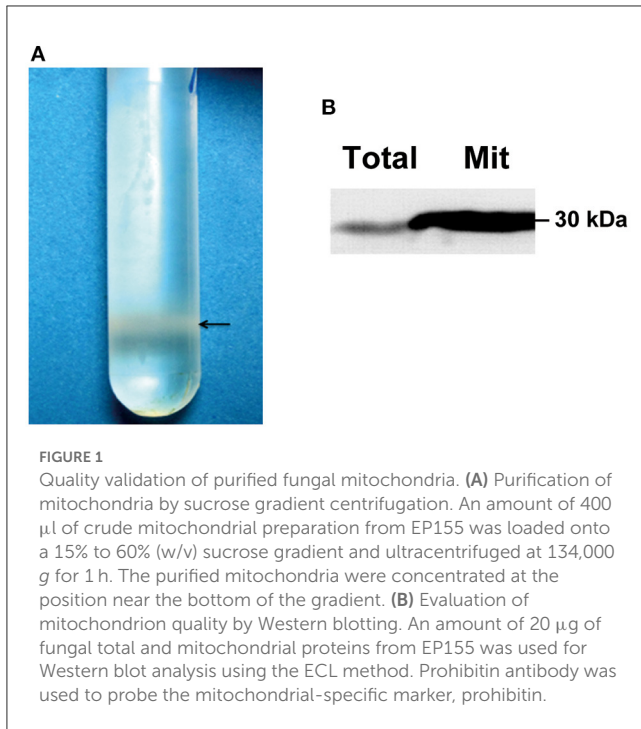 A
B
Total Mit
30 kDa
FIGURE 1
Quality validation of purified fungal mitochondria. (A) Purification of
mitochondria by sucrose gradient centrifugation. An amount of 400
μl of crude mitochondrial preparation from EP155 was loaded onto
a 15% to 60% (w/v) sucrose gradient and ultracentrifuged at 134,000
g for 1 h. The purified mitochondria were concentrated at the
position near the bottom of the gradient. (B) Evaluation of
mitochondrion quality by Western blotting. An amount of 20 μg of
fungal total and mitochondrial proteins from EP155 was used for
Western blot analysis using the ECL method. Prohibitin antibody was
used to probe the mitochondrial-specific marker, prohibitin.